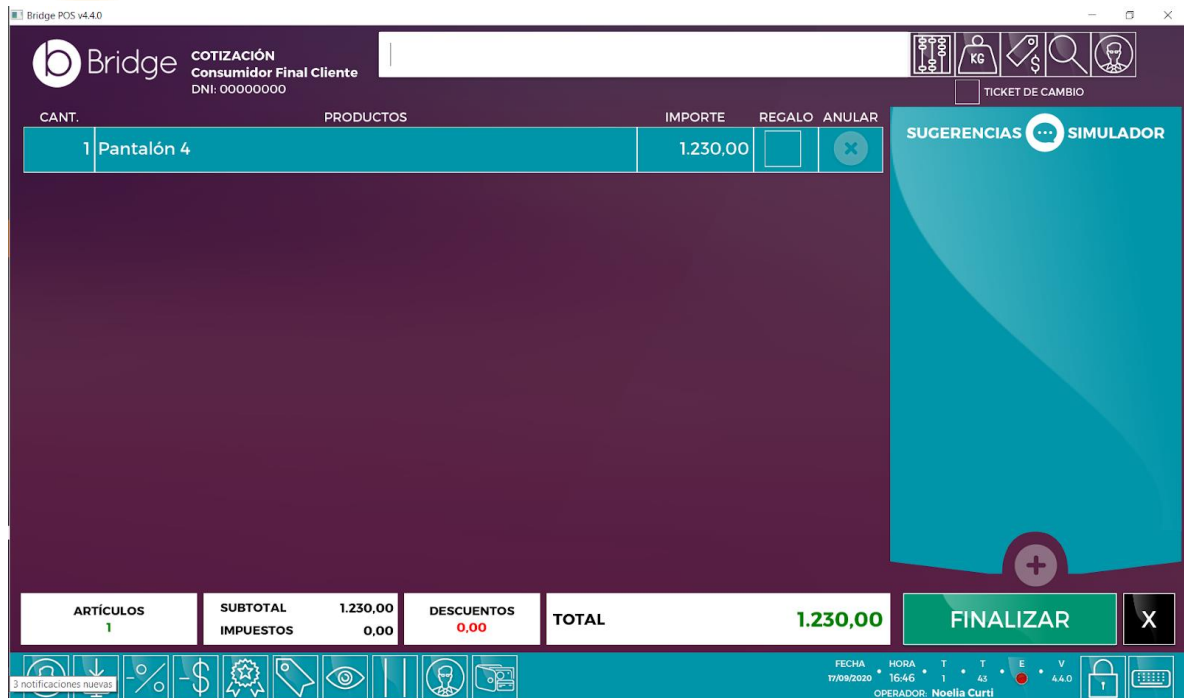 Bridge POS v4.4.0
b Bridge
COTIZACIÓN
Consumidor Final Cliente
DNI: 00000000
KG
$
TICKET DE CAMBIO
CANT. PRODUCTOS IMPORTE REGALO ANULAR
1 Pantalón 4 1.230,00
SUGERENCIAS SIMULADOR
ARTÍCULOS
1
SUBTOTAL 1.230,00
IMPUESTOS 0,00
DESCUENTOS
0,00
TOTAL 1.230,00
FINALIZAR X
-% -$
3 notificaciones nuevas
FECHA HORA T T E V
17/09/2020 16:46 1 43 4.4.0
OPERADOR: Noelia Curti